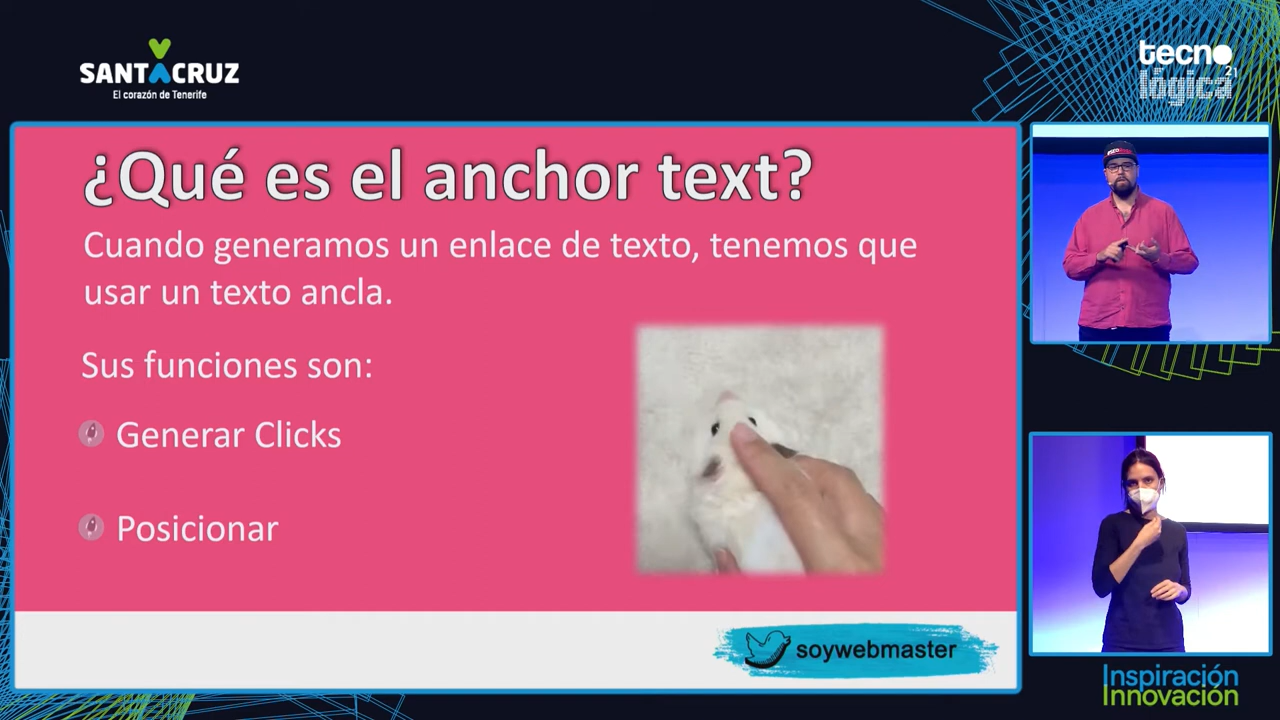 SANTACRUZ
El corazón de Tenerife
tecno
lógica
21
¿Qué es el anchor text?
Cuando generamos un enlace de texto, tenemos que
usar un texto ancla.
Sus funciones son:
Generar Clicks
Posicionar
soywebmaster
Inspiración
Innovación